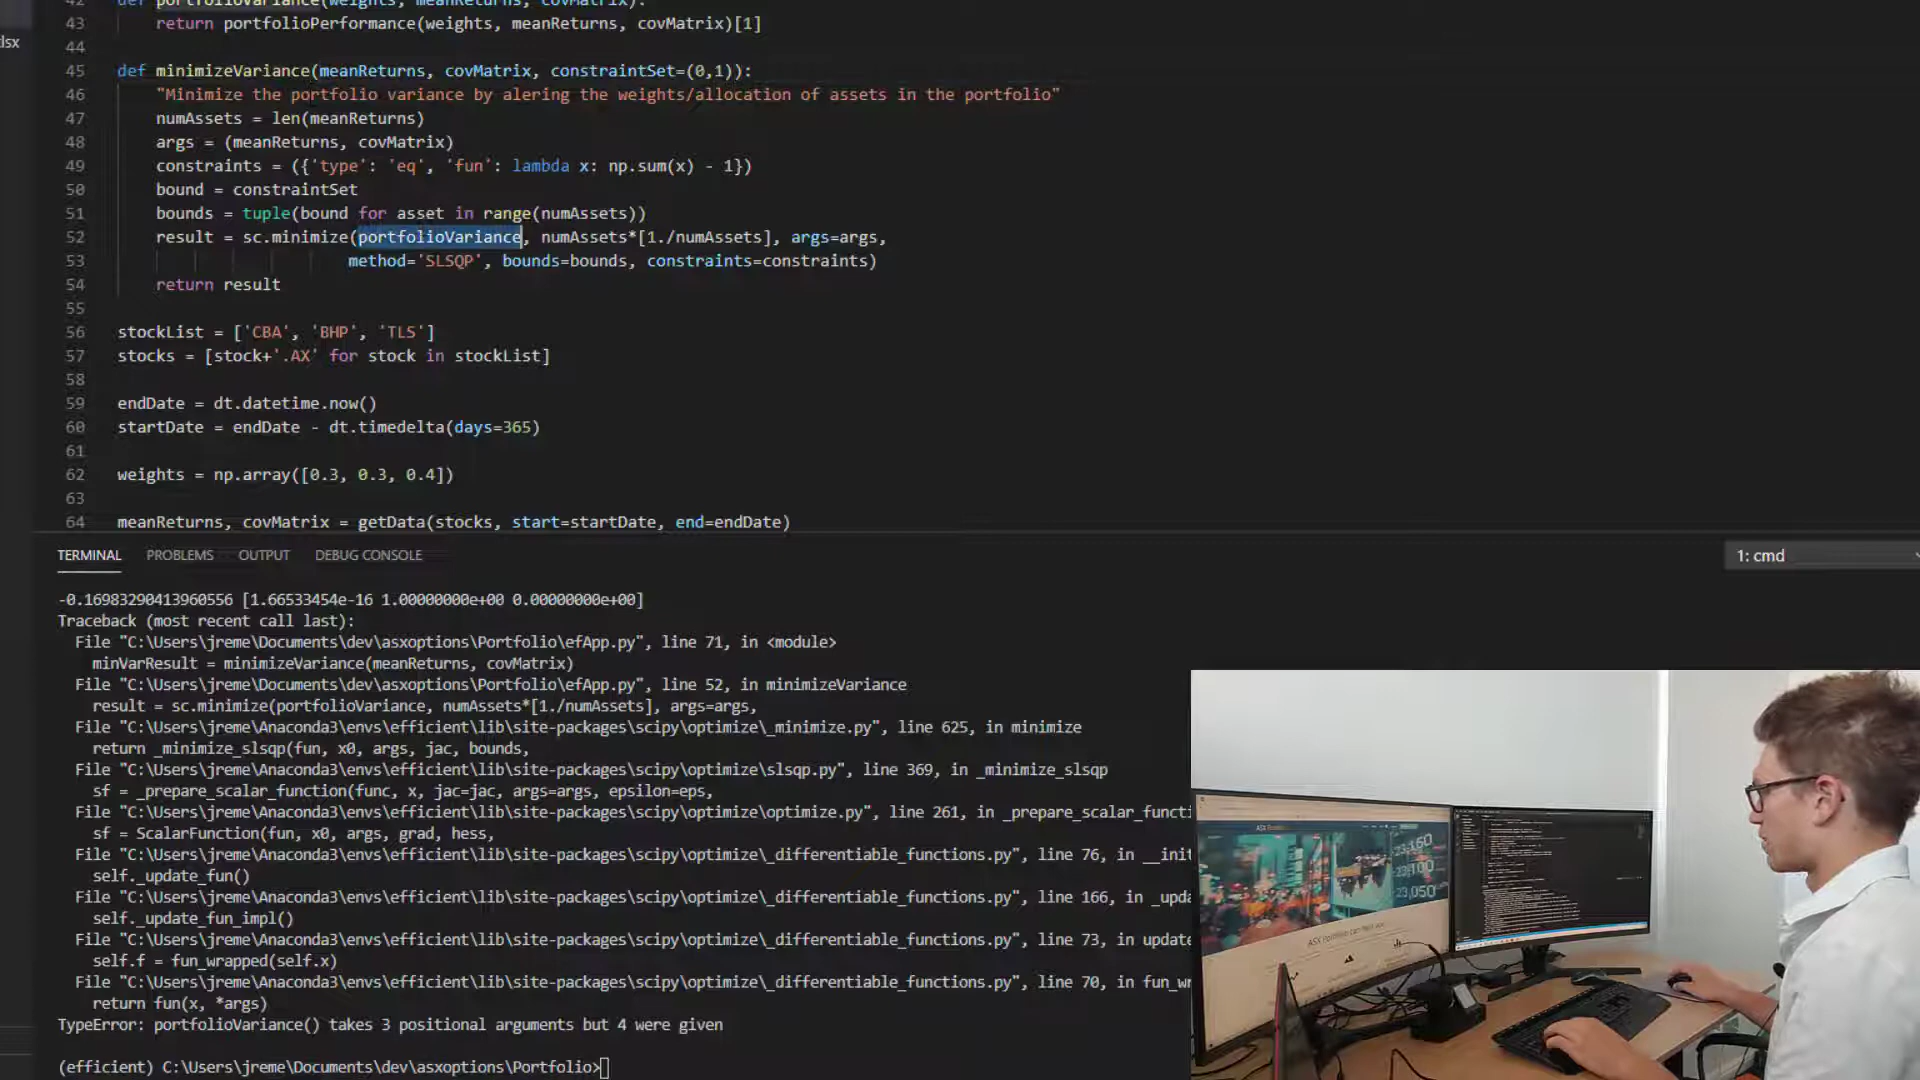 42 def portfolioVariance(weights, meanReturns, covMatrix):
43 return portfolioPerformance(weights, meanReturns, covMatrix)[1]
44
45 def minimizeVariance(meanReturns, covMatrix, constraintSet=(0,1)):
46 "Minimize the portfolio variance by alering the weights/allocation of assets in the portfolio"
47 numAssets = len(meanReturns)
48 args = (meanReturns, covMatrix)
49 constraints = ({'type': 'eq', 'fun': lambda x: np.sum(x) - 1})
50 bound = constraintSet
51 bounds = tuple(bound for asset in range(numAssets))
52 result = sc.minimize(portfolioVariance, numAssets*[1./numAssets], args=args,
53 method='SLSQP', bounds=bounds, constraints=constraints)
54 return result
55
56 stockList = ['CBA', 'BHP', 'TLS']
57 stocks = [stock+'.AX' for stock in stockList]
58
59 endDate = dt.datetime.now()
60 startDate = endDate - dt.timedelta(days=365)
61
62 weights = np.array([0.3, 0.3, 0.4])
63
64 meanReturns, covMatrix = getData(stocks, start=startDate, end=endDate)
lsx
TERMINAL PROBLEMS OUTPUT DEBUG CONSOLE 1: cmd
-0.16983290413960556 [1.66533454e-16 1.00000000e+00 0.00000000e+00]
Traceback (most recent call last):
File "C:\Users\jreme\Documents\dev\asxoptions\Portfolio\efApp.py", line 71, in <module>
minVarResult = minimizeVariance(meanReturns, covMatrix)
File "C:\Users\jreme\Documents\dev\asxoptions\Portfolio\efApp.py", line 52, in minimizeVariance
result = sc.minimize(portfolioVariance, numAssets*[1./numAssets], args=args,
File "C:\Users\jreme\Anaconda3\envs\efficient\lib\site-packages\scipy\optimize\_minimize.py", line 625, in minimize
return _minimize_slsqp(fun, x0, args, jac, bounds,
File "C:\Users\jreme\Anaconda3\envs\efficient\lib\site-packages\scipy\optimize\slsqp.py", line 369, in _minimize_slsqp
sf = _prepare_scalar_function(func, x, jac=jac, args=args, epsilon=eps,
File "C:\Users\jreme\Anaconda3\envs\efficient\lib\site-packages\scipy\optimize\optimize.py", line 261, in _prepare_scalar_functi
sf = ScalarFunction(fun, x0, args, grad, hess,
File "C:\Users\jreme\Anaconda3\envs\efficient\lib\site-packages\scipy\optimize\_differentiable_functions.py", line 76, in __init
self._update_fun()
File "C:\Users\jreme\Anaconda3\envs\efficient\lib\site-packages\scipy\optimize\_differentiable_functions.py", line 166, in _upda
self._update_fun_impl()
File "C:\Users\jreme\Anaconda3\envs\efficient\lib\site-packages\scipy\optimize\_differentiable_functions.py", line 73, in update
self.f = fun_wrapped(self.x)
File "C:\Users\jreme\Anaconda3\envs\efficient\lib\site-packages\scipy\optimize\_differentiable_functions.py", line 70, in fun_wr
return fun(x, *args)
TypeError: portfolioVariance() takes 3 positional arguments but 4 were given
(efficient) C:\Users\jreme\Documents\dev\asxoptions\Portfolio>
23,160
23,100
23,050